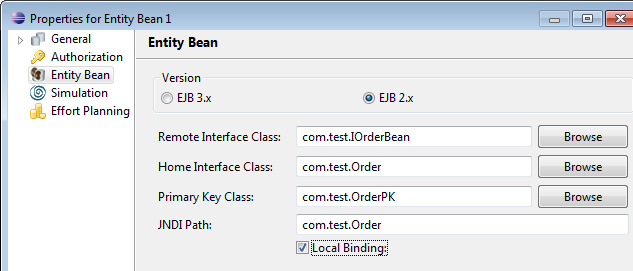 Properties for Entity Bean 1
General
Authorization
Entity Bean
Simulation
Effort Planning
Entity Bean
Version
EJB 3.x
EJB 2.x
Remote Interface Class: com.test.IOrderBean Browse
Home Interface Class: com.test.Order Browse
Primary Key Class: com.test.OrderPK Browse
JNDI Path: com.test.Order
Local Binding: